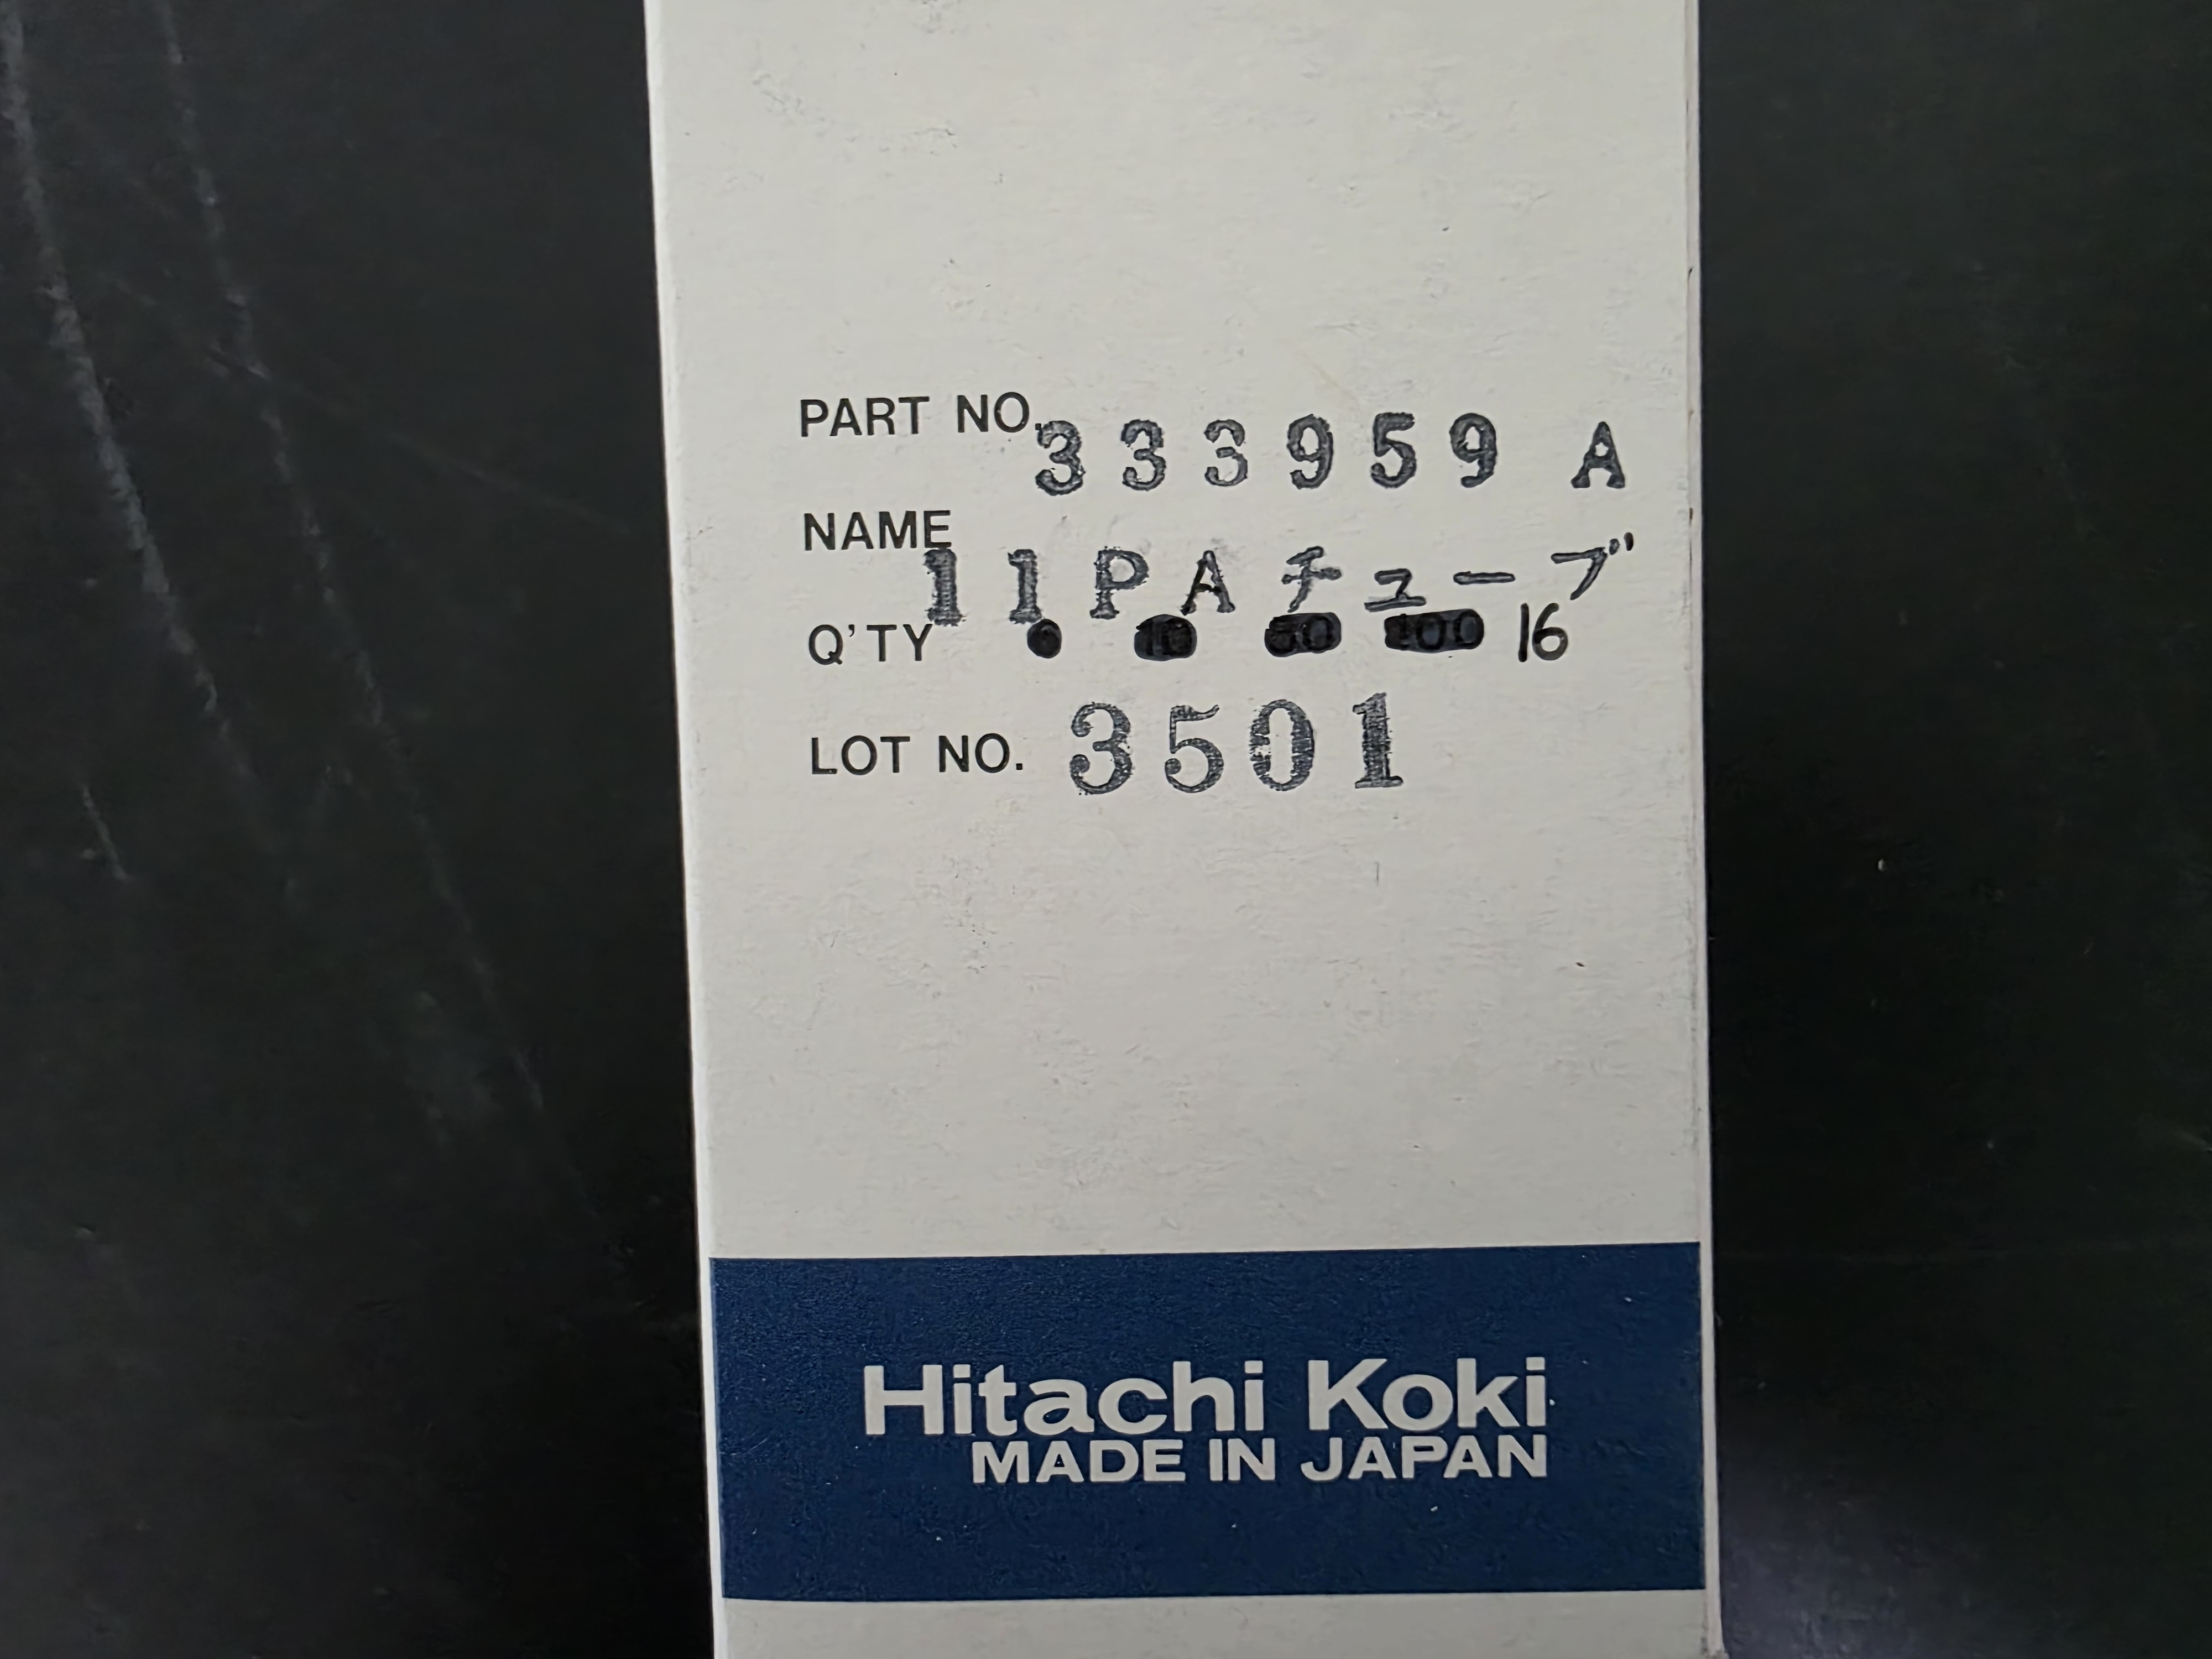 PART NO. 333959 A
NAME 11PAチューブ
Q'TY 16
LOT NO. 3501
Hitachi Koki
MADE IN JAPAN